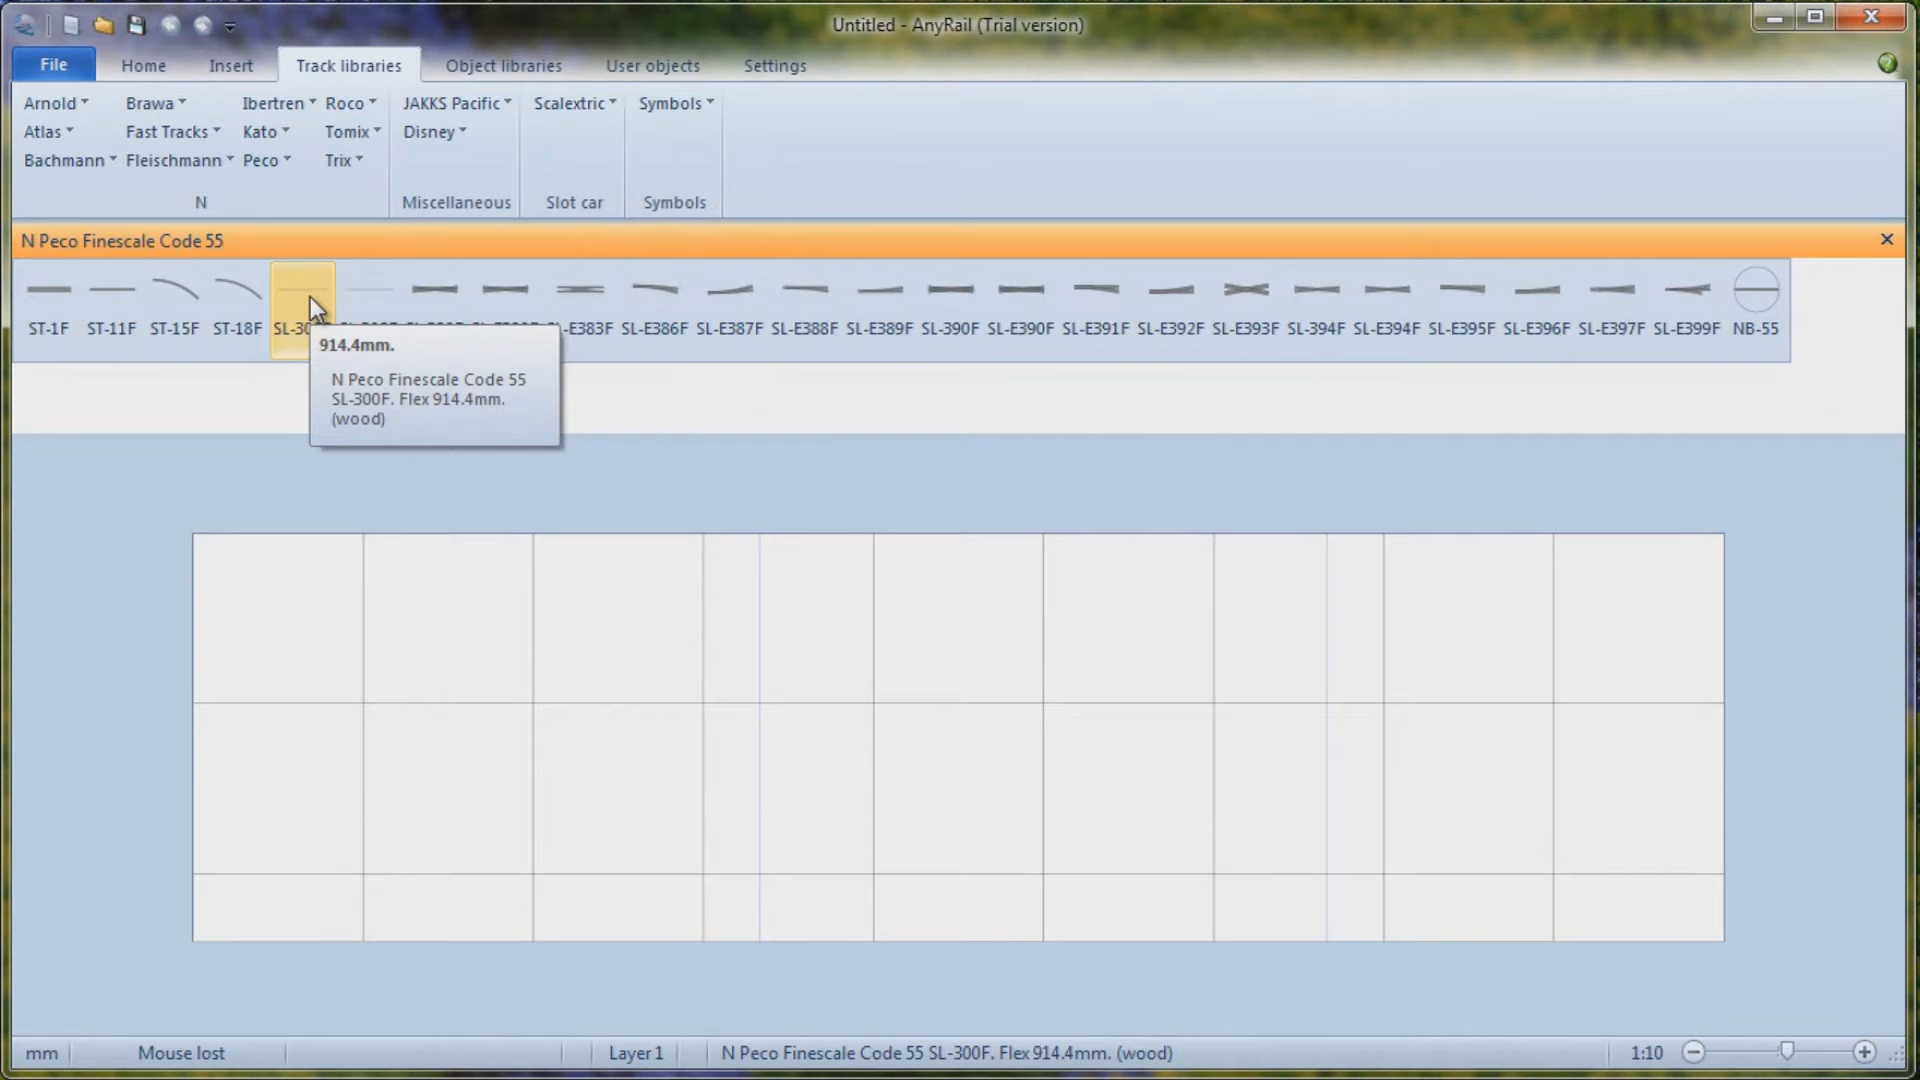 Untitled - AnyRail (Trial version)
File Home Insert Track libraries Object libraries User objects Settings
Arnold Brawa Ibertren Roco JAKKS Pacific Scalextric Symbols
Atlas Fast Tracks Kato Tomix Disney
Bachmann Fleischmann Peco Trix
N Miscellaneous Slot car Symbols
N Peco Finescale Code 55
ST-1F ST-11F ST-15F ST-18F SL-E383F SL-E386F SL-E387F SL-E388F SL-E389F SL-390F SL-E390F SL-E391F SL-E392F SL-E393F SL-394F SL-E394F SL-E395F SL-E396F SL-E397F SL-E399F NB-55
914.4mm.
N Peco Finescale Code 55
SL-300F. Flex 914.4mm.
(wood)
mm Mouse lost Layer 1 N Peco Finescale Code 55 SL-300F. Flex 914.4mm. (wood) 1:10